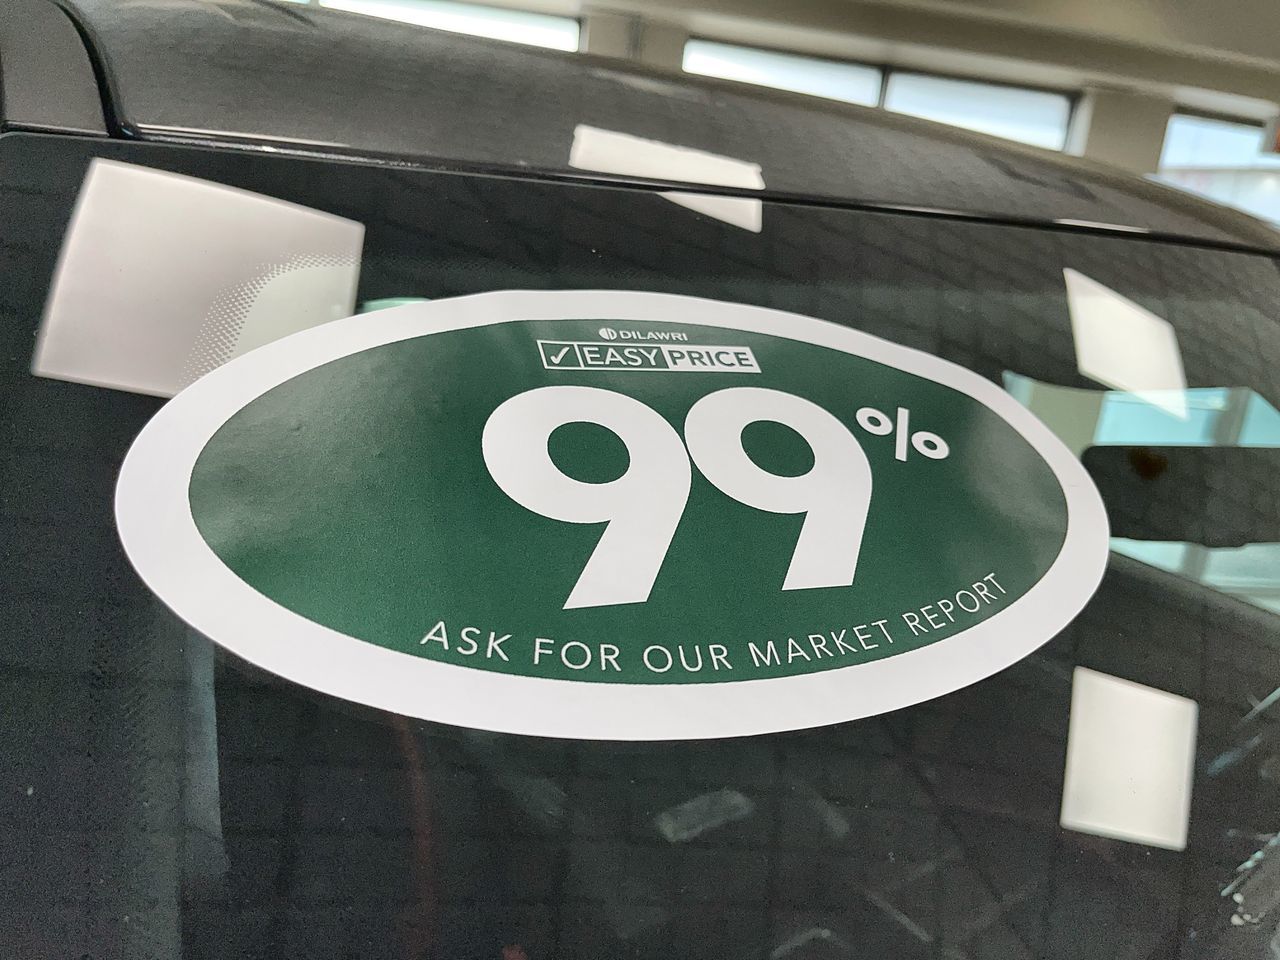 DILAWRI
✓ EASY PRICE
99%
ASK FOR OUR MARKET REPORT